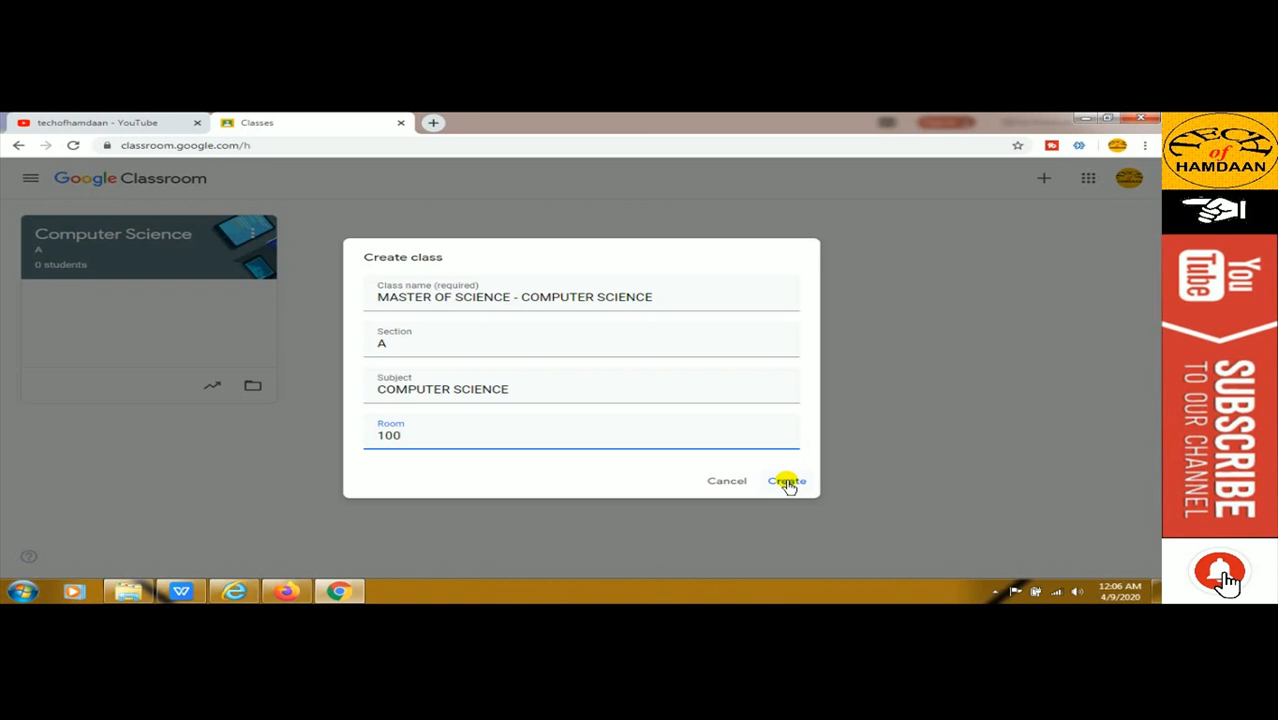 techofhamdaan - YouTube
Classes
classroom.google.com/h
Google Classroom
Computer Science
A
0 students
Create class
Class name (required)
MASTER OF SCIENCE - COMPUTER SCIENCE
Section
A
Subject
COMPUTER SCIENCE
Room
100
Cancel
Create
12:06 AM
4/9/2020
TECH
of
HAMDAAN
You
Tube
SUBSCRIBE
TO OUR CHANNEL